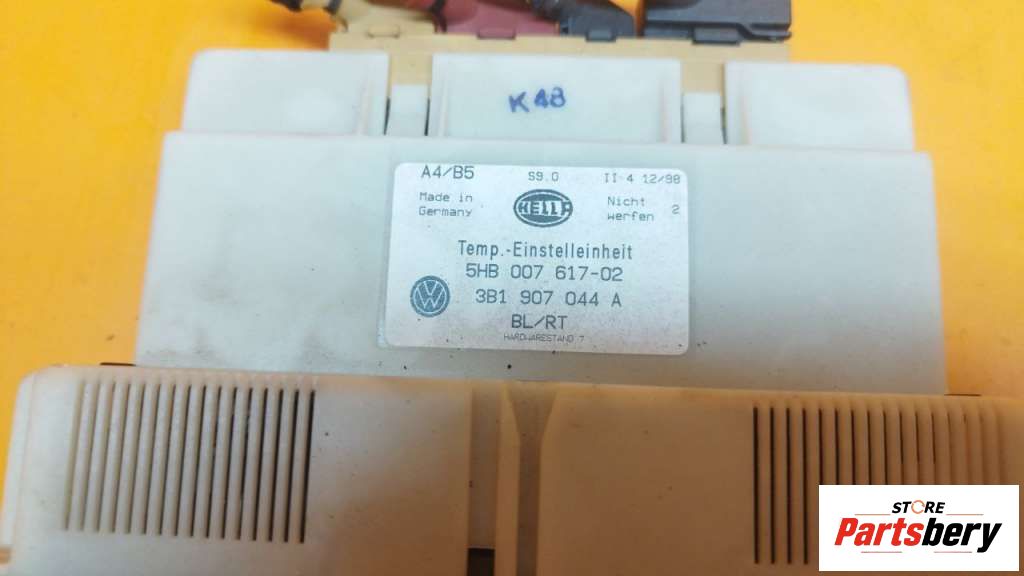 K48
A4/B5 S9.0 II 4 12/98
Made in Germany
HELLA
Nicht werfen 2
Temp.-Einstelleinheit
5HB 007 617-02
VW
3B1 907 044 A
BL/RT
HARDWARESTAND 7
STORE
Partsbery